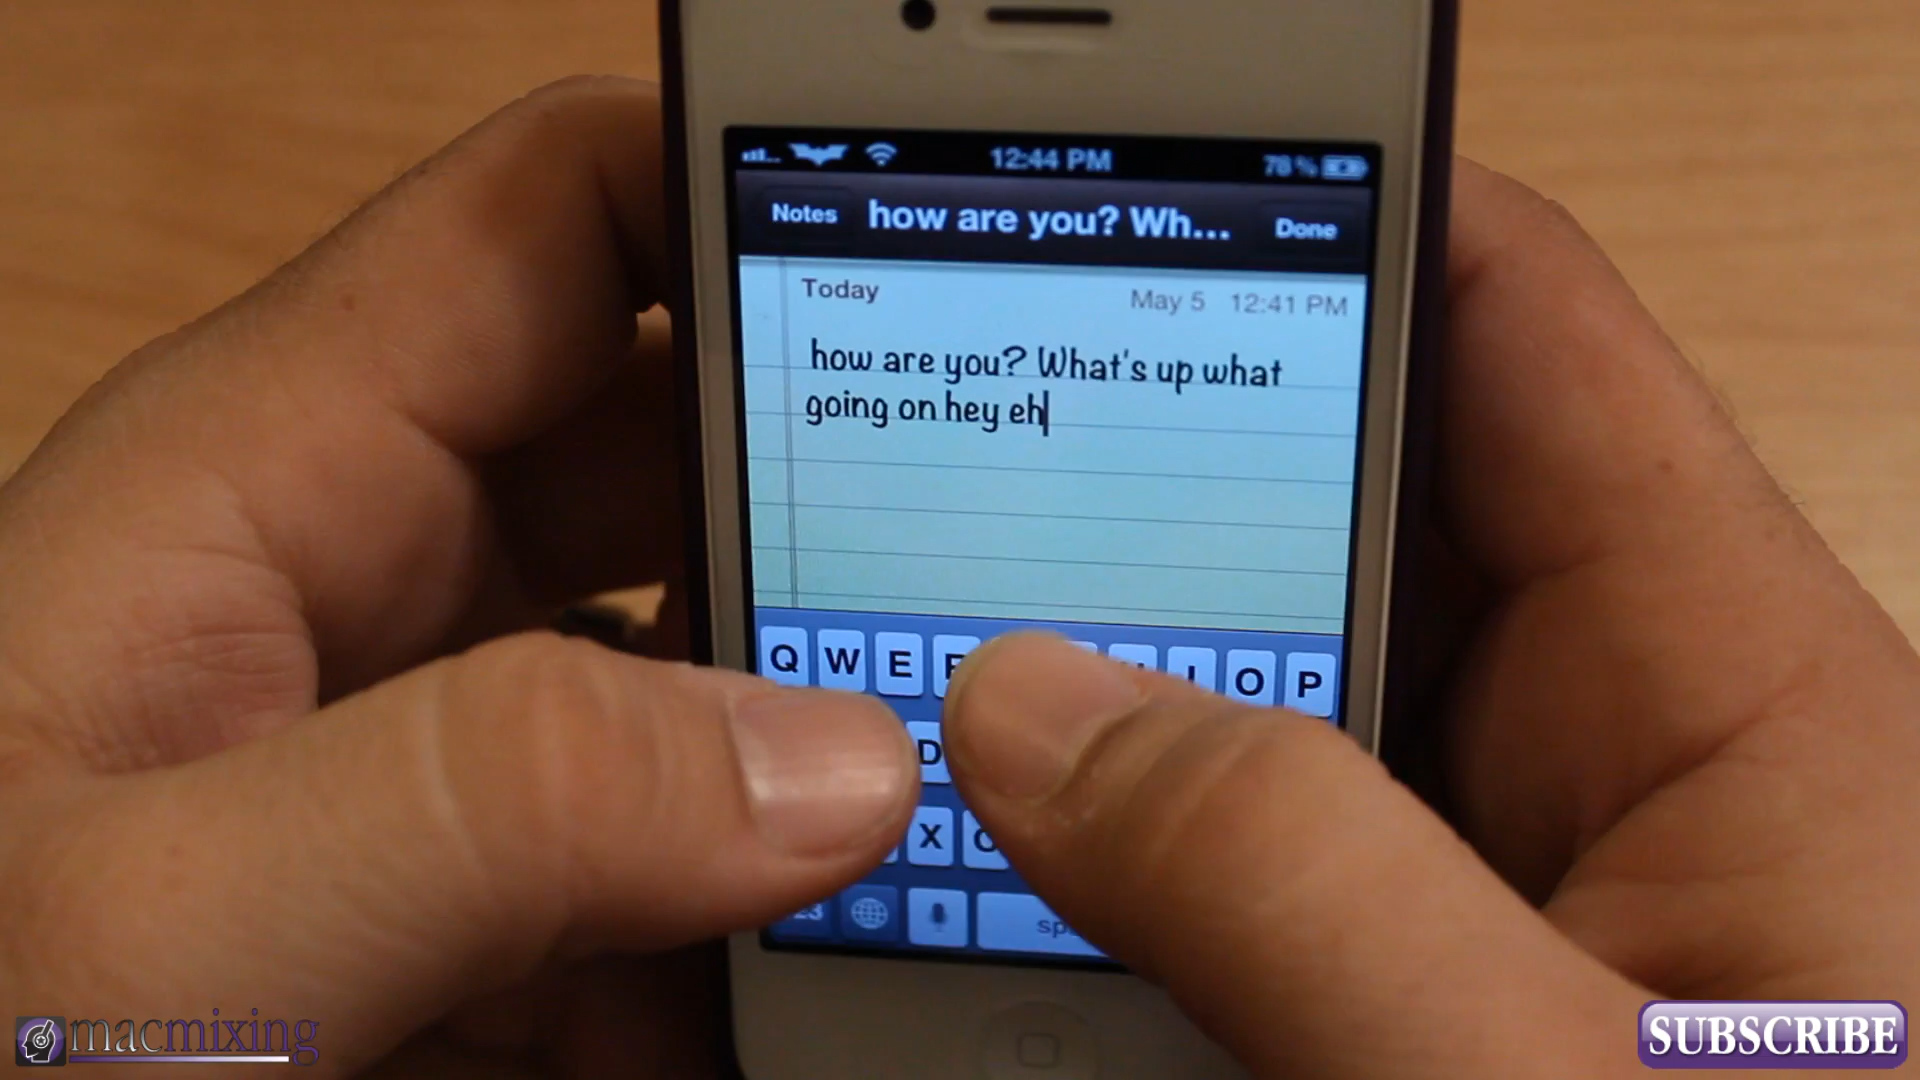 12:44 PM
78%
Notes
how are you? Wh...
Done
Today
May 5 12:41 PM
how are you? What's up what
going on hey eh
Q W E O P
D
X
macmixing
SUBSCRIBE